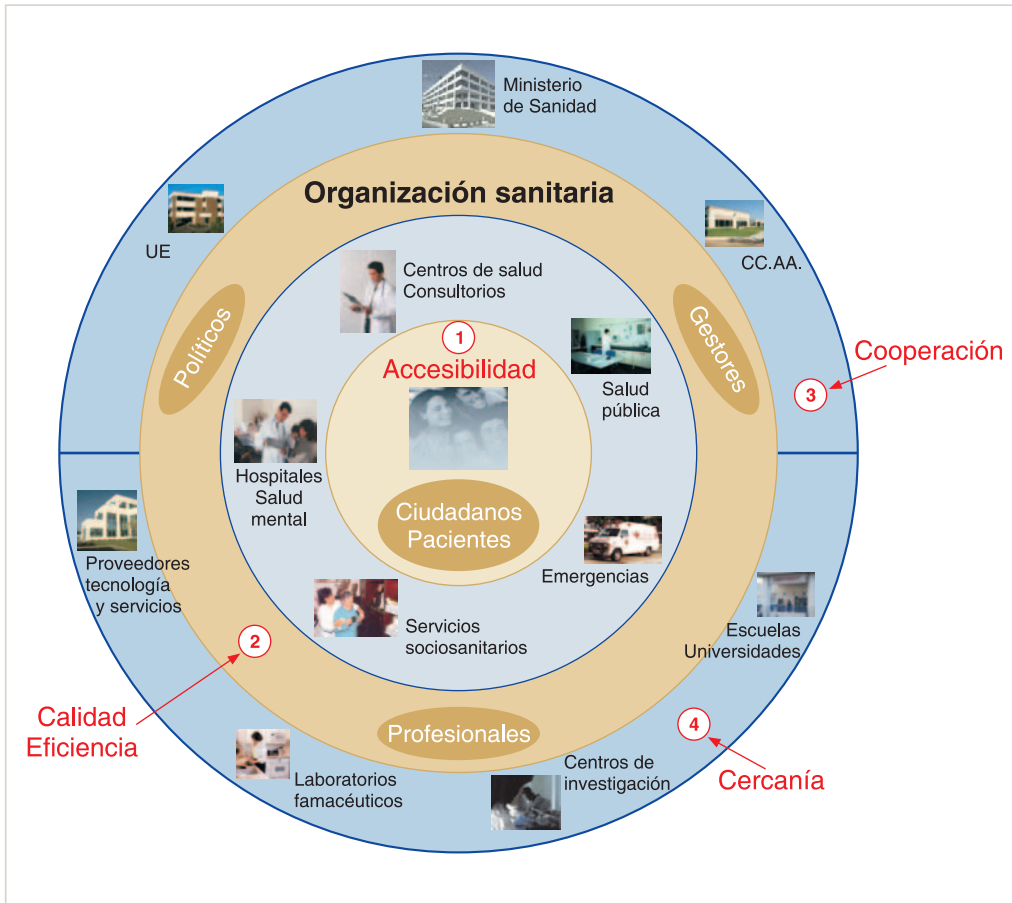 Ministerio
de Sanidad
Organización sanitaria
UE
CC.AA.
Centros de salud
Consultorios
Políticos
Gestores
1
Accesibilidad
Cooperación
3
Salud
pública
Hospitales
Salud
mental
Ciudadanos
Pacientes
Proveedores
tecnología
y servicios
Emergencias
Servicios
sociosanitarios
Escuelas
Universidades
2
Calidad
Eficiencia
4
Cercanía
Profesionales
Laboratorios
famacéuticos
Centros de
investigación